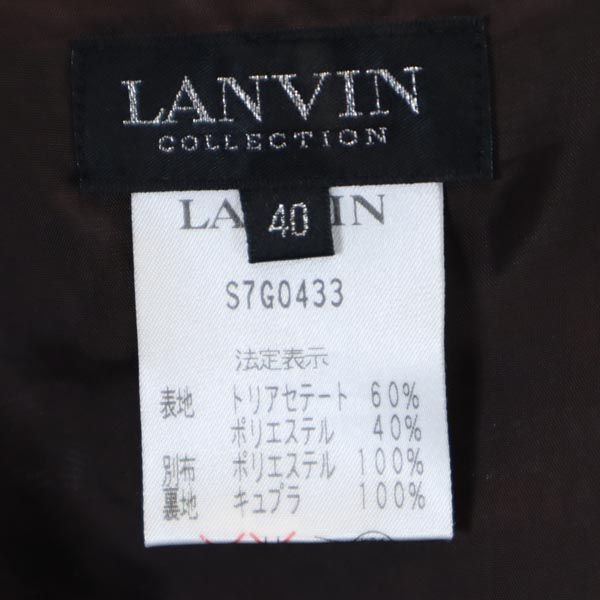 LANVIN
COLLECTION
LANVIN
40
S7G0433
法定表示
表地 トリアセテート 60%
ポリエステル 40%
別布 ポリエステル 100%
裏地 キュプラ 100%